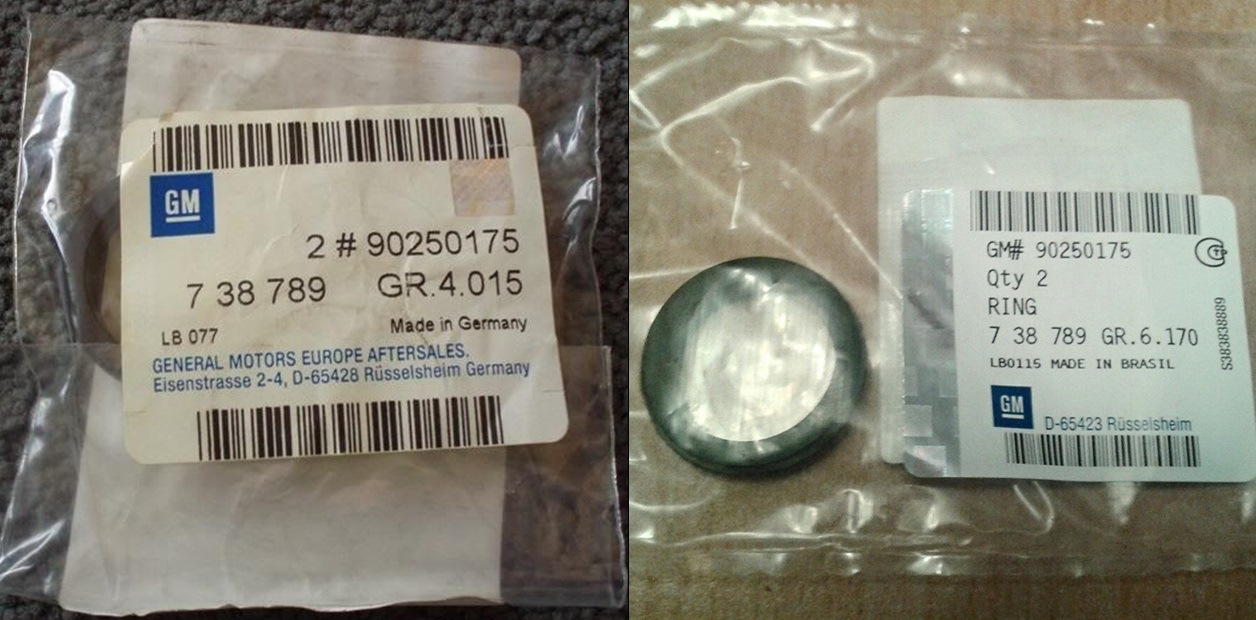 GM
2 # 90250175
7 38 789 GR.4.015
LB 077 Made in Germany
GENERAL MOTORS EUROPE AFTERSALES.
Eisenstrasse 2-4, D-65428 Rüsselsheim Germany
GM# 90250175
Qty 2
RING
7 38 789 GR.6.170
LB0115 MADE IN BRASIL
GM
D-65423 Rüsselsheim
S383838889